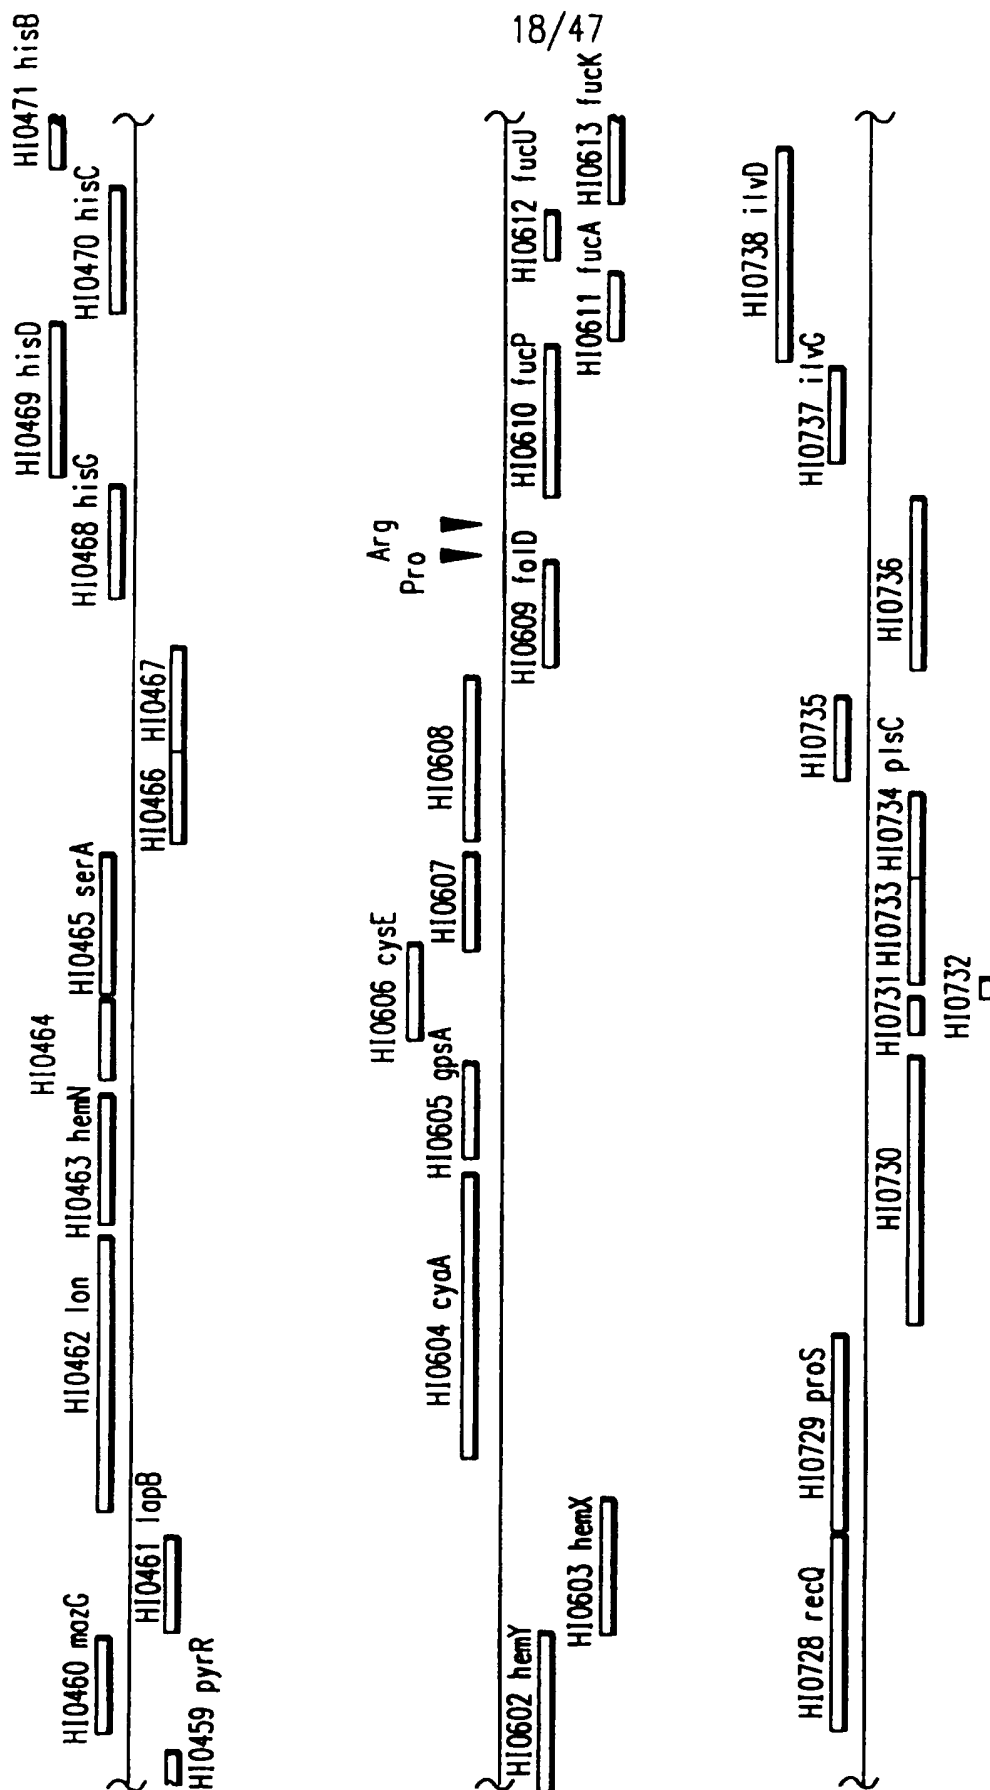 18/47
HI0459 pyrR
HI0460 mazG
HI0461 lapB
HI0462 lon
HI0463 hemN
HI0464
HI0465 serA
HI0466
HI0467
HI0468 hisG
HI0469 hisD
HI0470 hisC
HI0471 hisB
HI0602 hemY
HI0603 hemX
HI0604 cyaA
HI0605 gpsA
HI0606 cysE
HI0607
HI0608
HI0609 folD
Pro
Arg
HI0610 fucP
HI0611 fucA
HI0612 fucU
HI0613 fucK
HI0728 recQ
HI0729 proS
HI0730
HI0731
HI0732
HI0733
HI0734 plsC
HI0735
HI0736
HI0737 ilvG
HI0738 ilvD